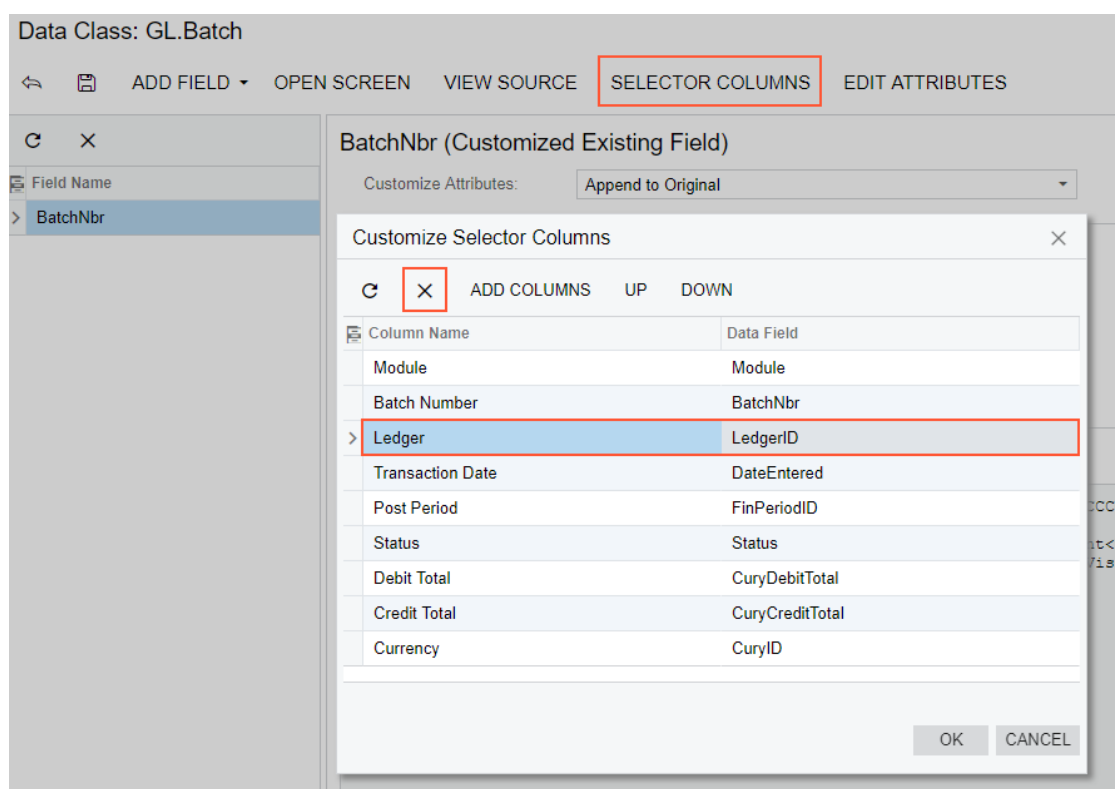 Data Class: GL.Batch
ADD FIELD OPEN SCREEN VIEW SOURCE SELECTOR COLUMNS EDIT ATTRIBUTES
BatchNbr (Customized Existing Field)
Field Name
Customize Attributes: Append to Original
BatchNbr
Customize Selector Columns
ADD COLUMNS UP DOWN
Column Name Data Field
Module Module
Batch Number BatchNbr
Ledger LedgerID
Transaction Date DateEntered
Post Period FinPeriodID
Status Status
Debit Total CuryDebitTotal
Credit Total CuryCreditTotal
Currency CuryID
OK CANCEL